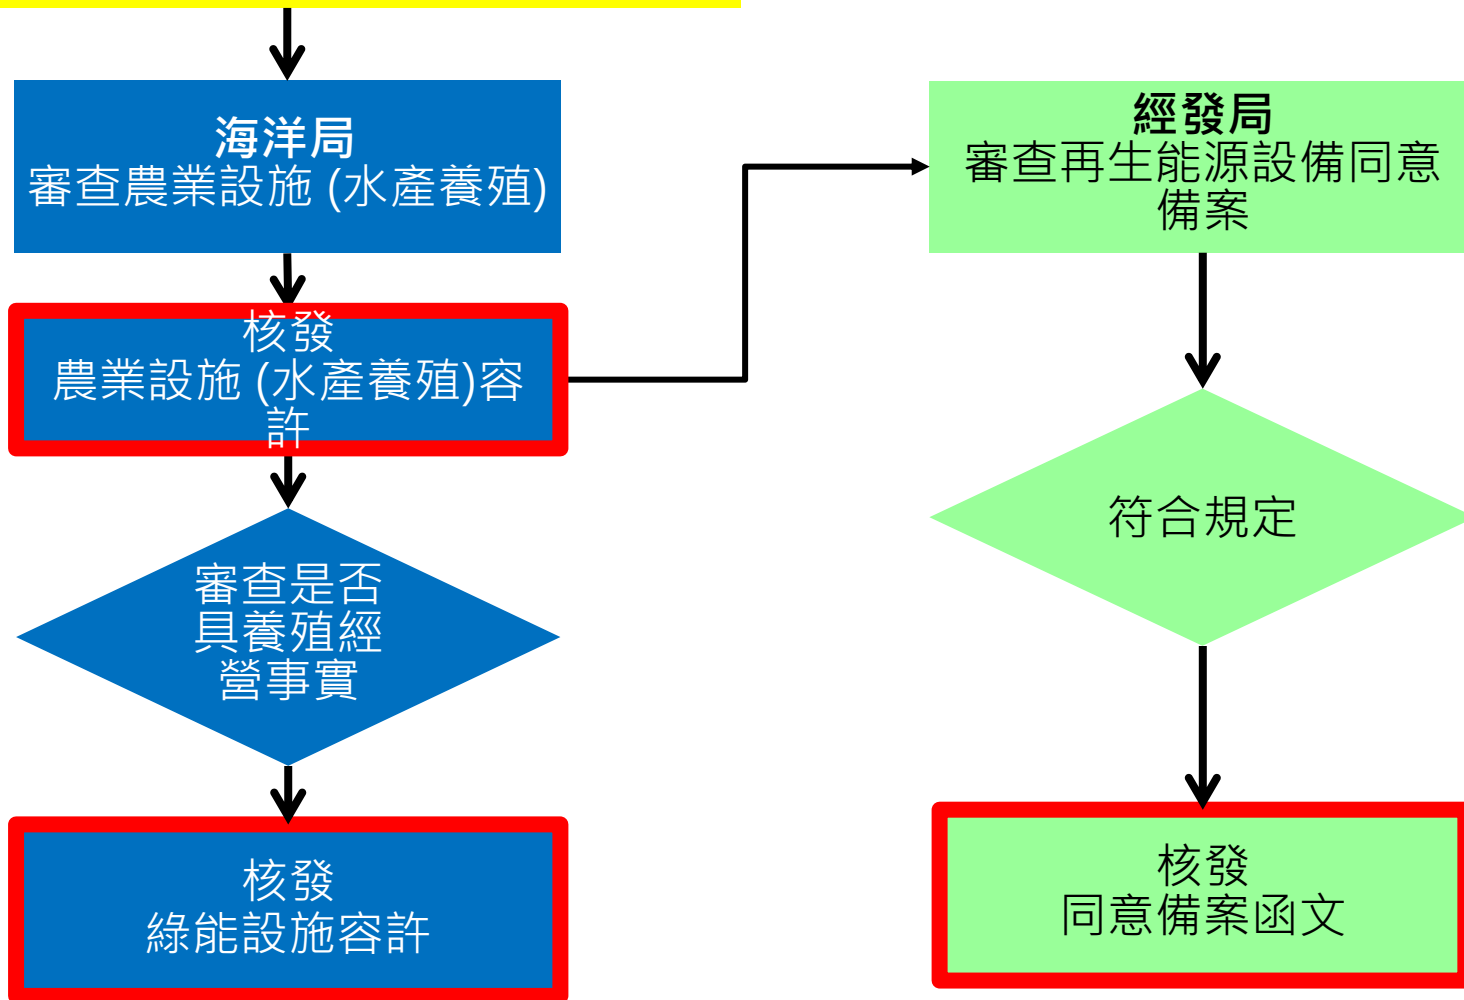 海洋局
審查農業設施 (水產養殖)
核發
農業設施 (水產養殖)容
許
審查是否
具養殖經
營事實
核發
綠能設施容許
經發局
審查再生能源設備同意
備案
符合規定
核發
同意備案函文